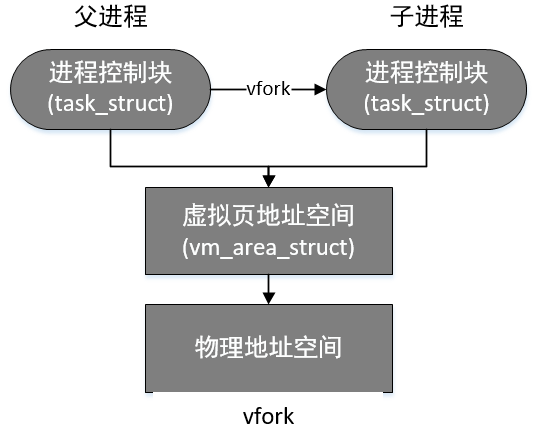 父进程
子进程
进程控制块
(task_struct)
vfork
进程控制块
(task_struct)
虚拟页地址空间
(vm_area_struct)
物理地址空间
vfork